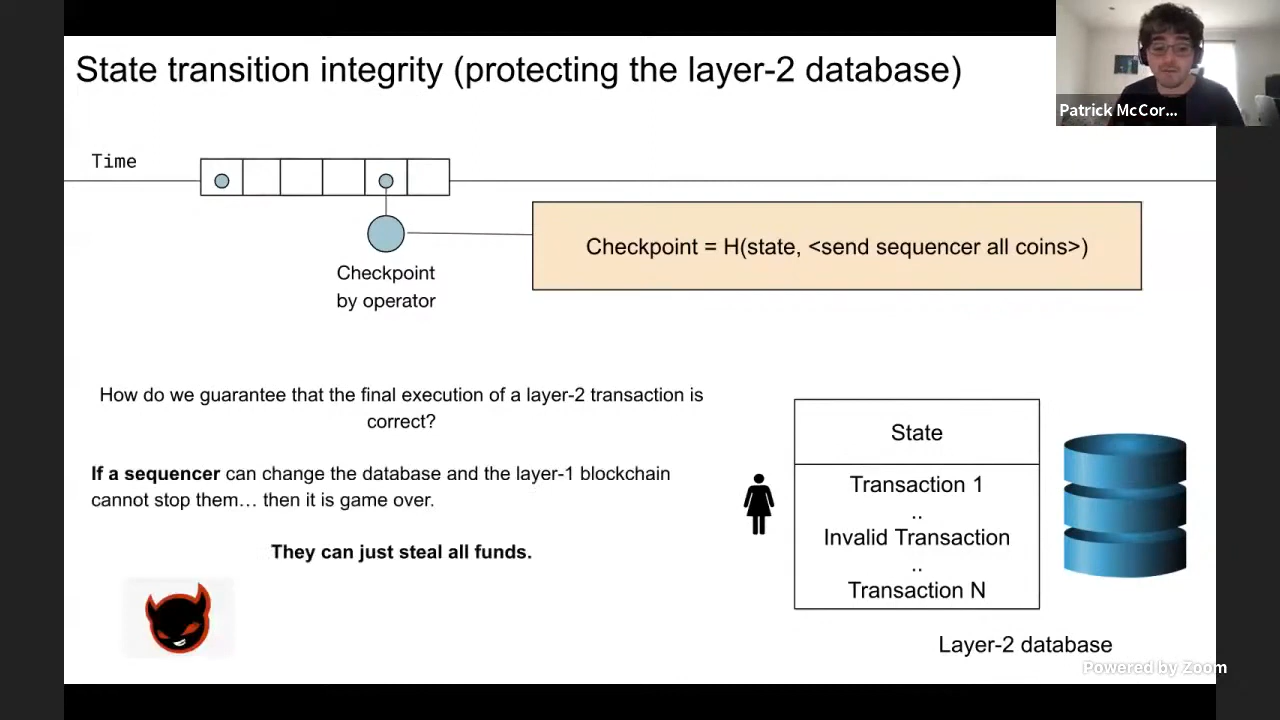 State transition integrity (protecting the layer-2 database)
Patrick McCor...
Time
Checkpoint = H(state, <send sequencer all coins>)
Checkpoint
by operator
How do we guarantee that the final execution of a layer-2 transaction is
correct?
If a sequencer can change the database and the layer-1 blockchain
cannot stop them... then it is game over.
They can just steal all funds.
State
Transaction 1
..
Invalid Transaction
..
Transaction N
Layer-2 database
Powered by Zoom